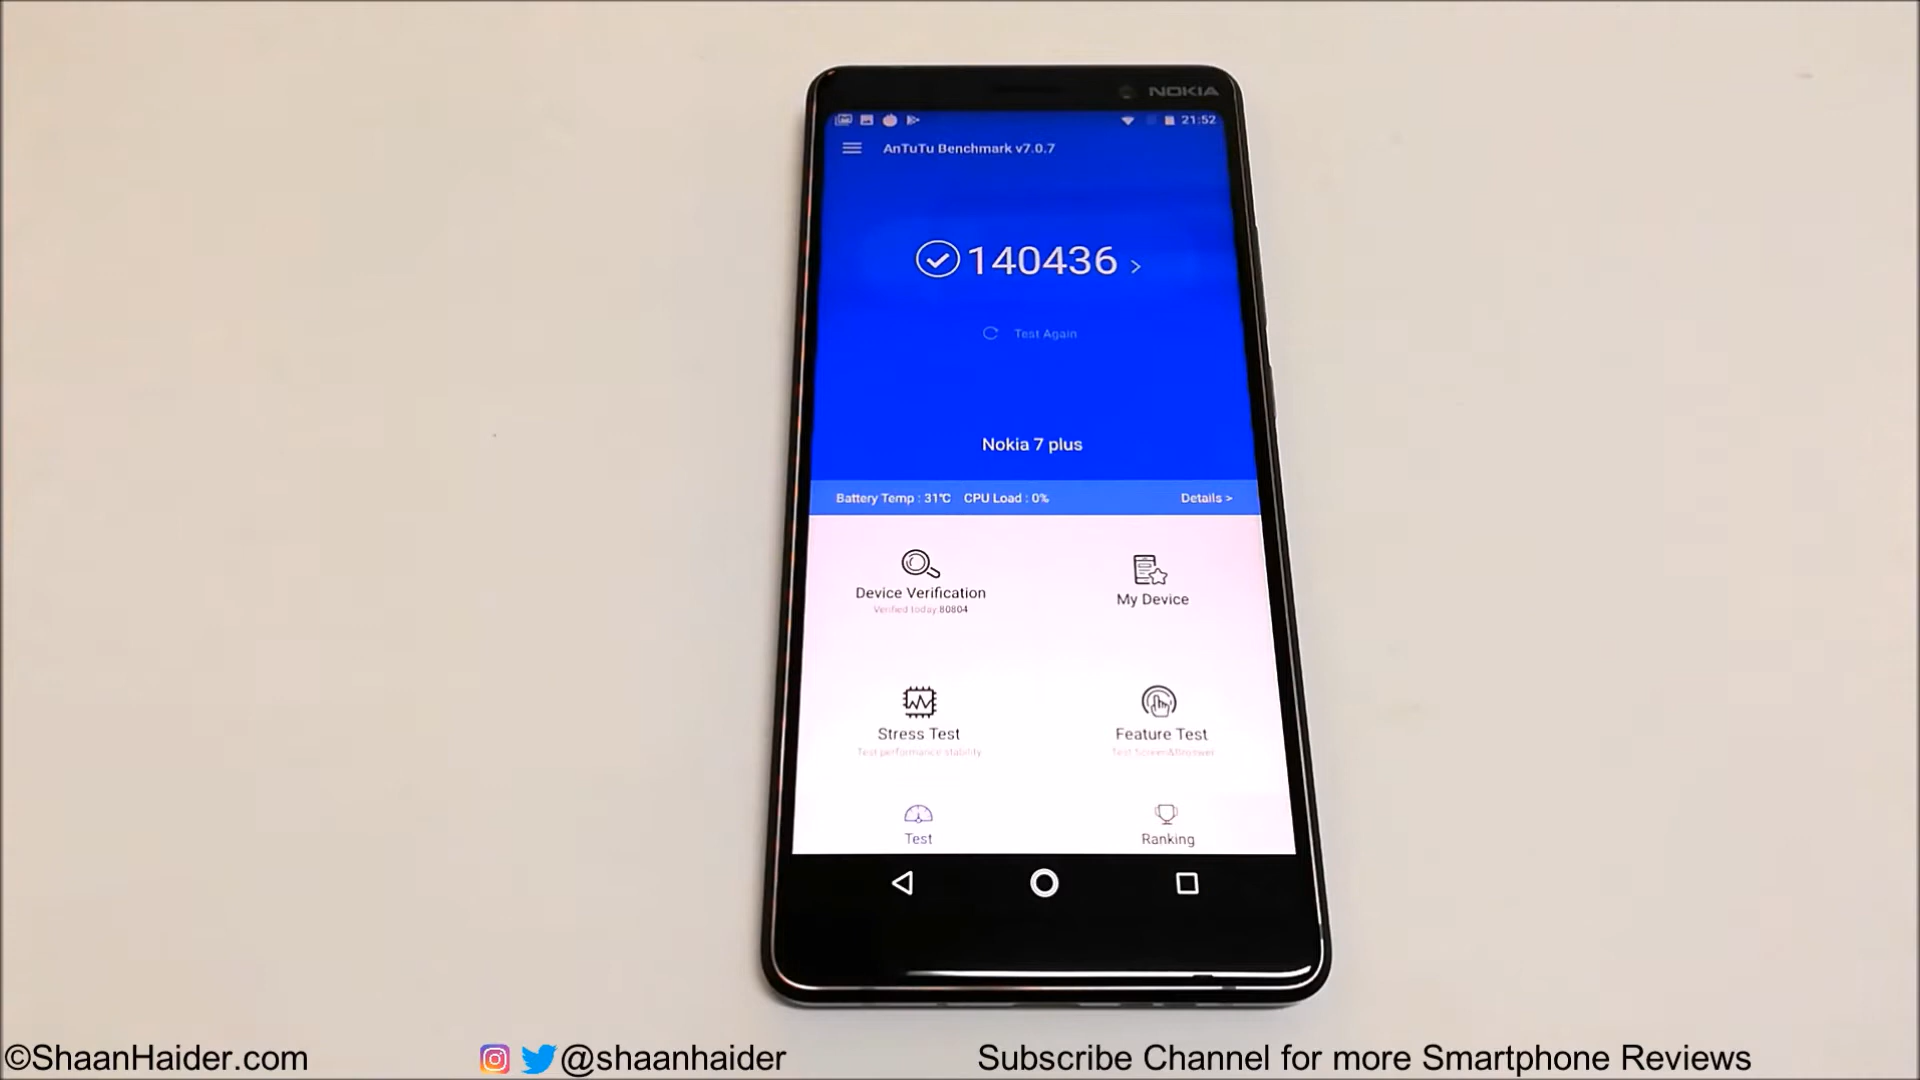 NOKIA
21:52
AnTuTu Benchmark v7.0.7
140436 >
Test Again
Nokia 7 plus
Battery Temp : 31℃ CPU Load : 0% Details >
Device Verification
Verified today:80804
My Device
Stress Test
Test performance stability
Feature Test
Test Screen&Browser
Test
Ranking
©ShaanHaider.com @shaanhaider Subscribe Channel for more Smartphone Reviews